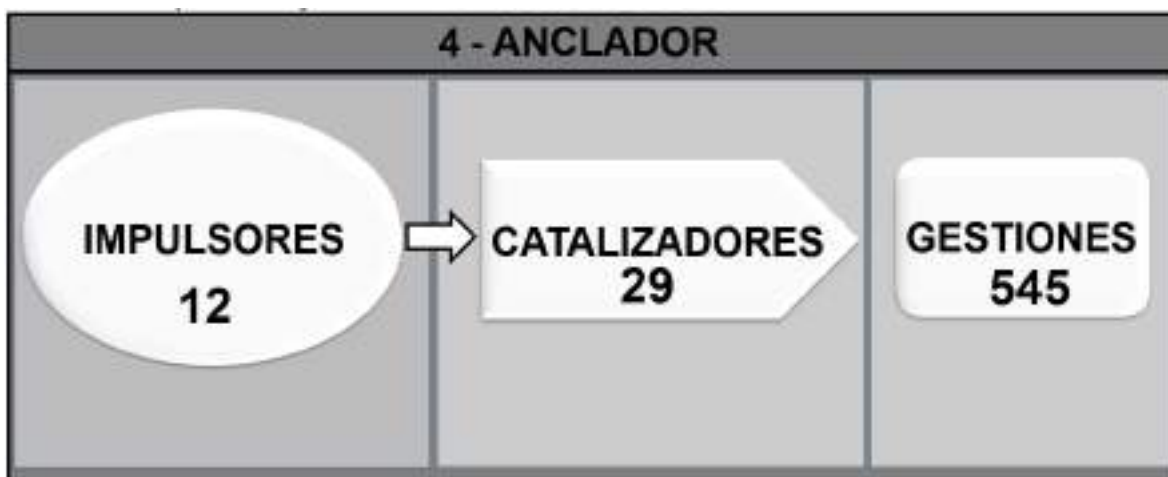 4 - ANCLADOR
IMPULSORES
12
CATALIZADORES
29
GESTIONES
545